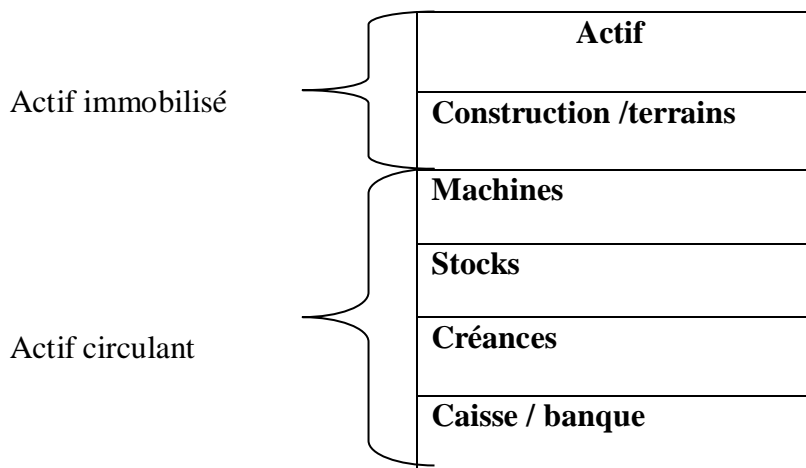 Actif
Actif immobilisé
Construction /terrains
Machines
Stocks
Actif circulant
Créances
Caisse / banque